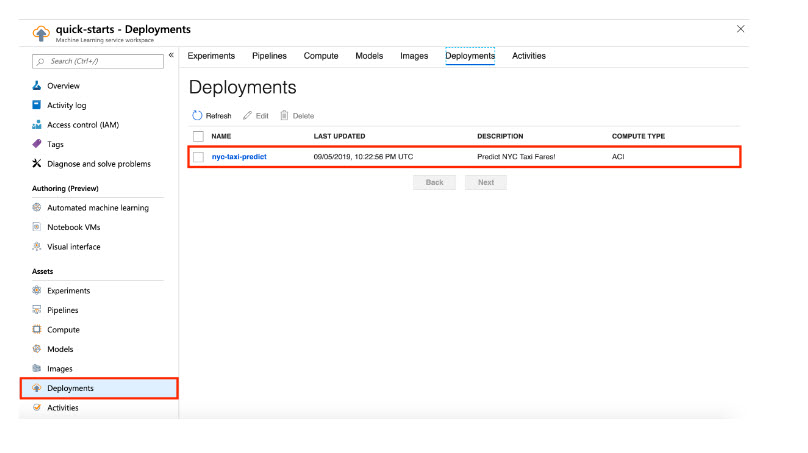 quick-starts - Deployments
Machine Learning service workspace
Search (Ctrl+/)
«
Overview
Activity log
Access control (IAM)
Tags
Diagnose and solve problems
Authoring (Preview)
Automated machine learning
Notebook VMs
Visual interface
Assets
Experiments
Pipelines
Compute
Models
Images
Deployments
Activities
Experiments Pipelines Compute Models Images Deployments Activities
Deployments
Refresh Edit Delete
NAME LAST UPDATED DESCRIPTION COMPUTE TYPE
nyc-taxi-predict 09/05/2019, 10:22:56 PM UTC Predict NYC Taxi Fares! ACI
Back Next